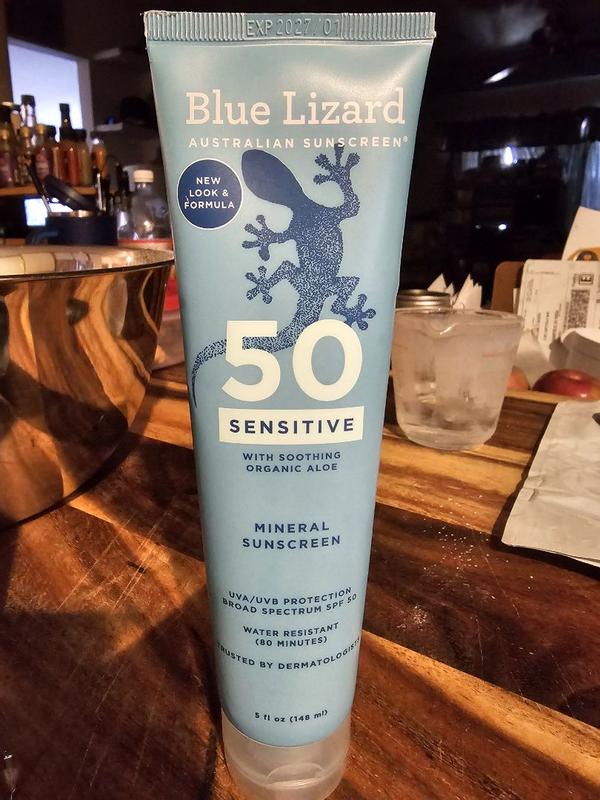 EXP 2027/01
Blue Lizard
AUSTRALIAN SUNSCREEN®
NEW
LOOK &
FORMULA
50
SENSITIVE
WITH SOOTHING
ORGANIC ALOE
MINERAL
SUNSCREEN
UVA/UVB PROTECTION
BROAD SPECTRUM SPF 50
WATER RESISTANT
(80 MINUTES)
TRUSTED BY DERMATOLOGISTS
5 fl oz (148 ml)